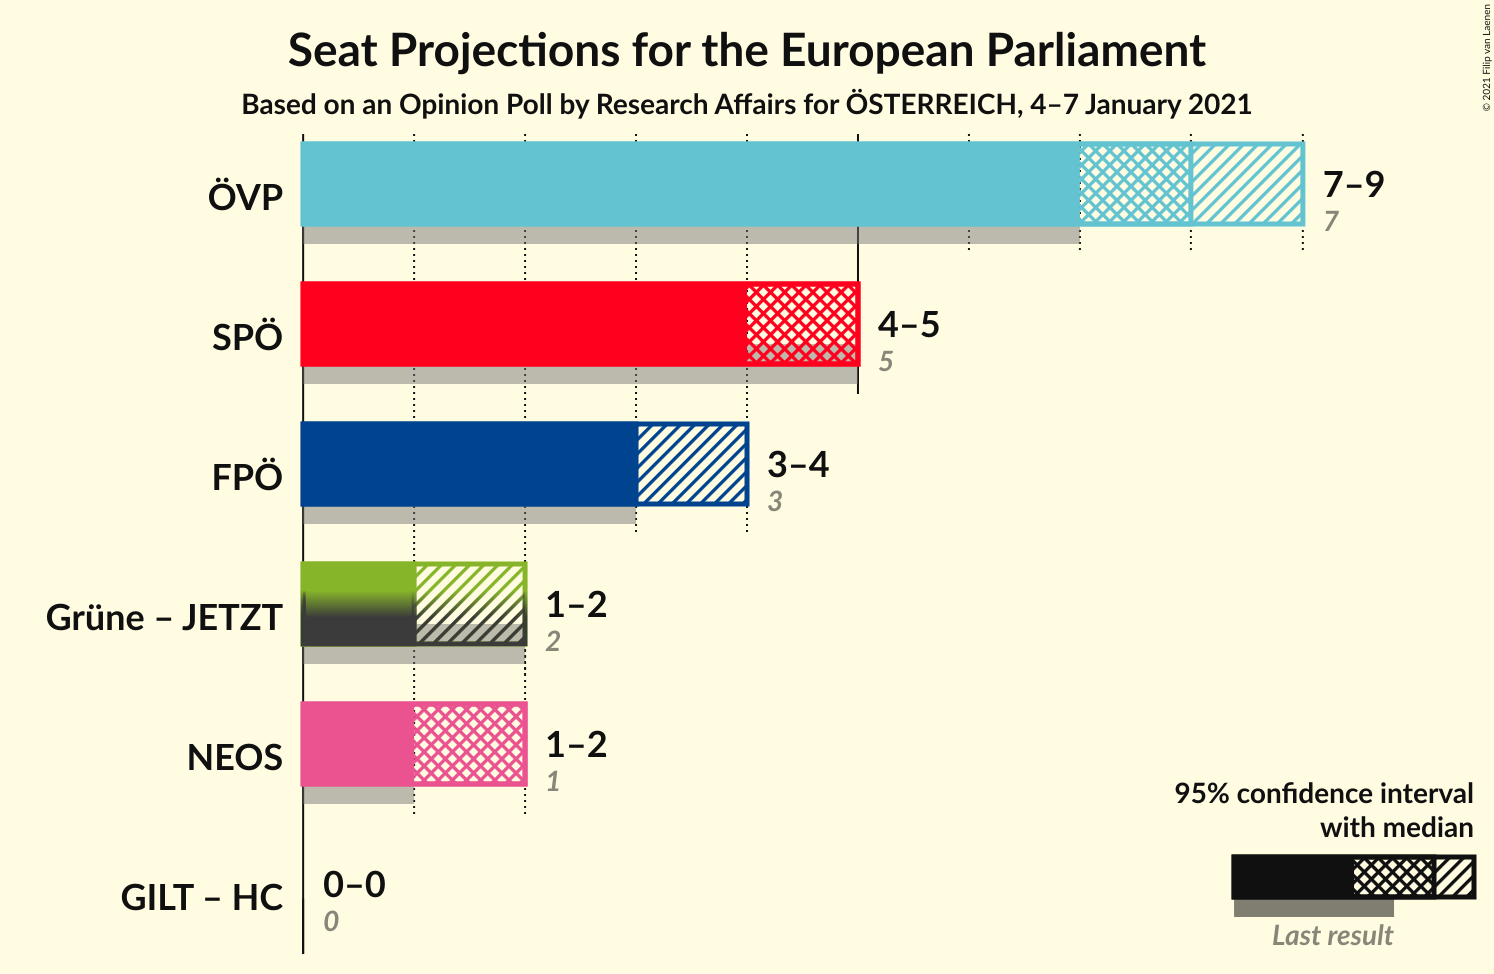 Seat Projections for the European Parliament
Based on an Opinion Poll by Research Affairs for ÖSTERREICH, 4–7 January 2021
© 2021 Filip van Laenen
ÖVP
7–9
7
SPÖ
4–5
5
FPÖ
3–4
3
Grüne – JETZT
1–2
2
NEOS
1–2
1
GILT – HC
0–0
0
95% confidence interval
with median
Last result